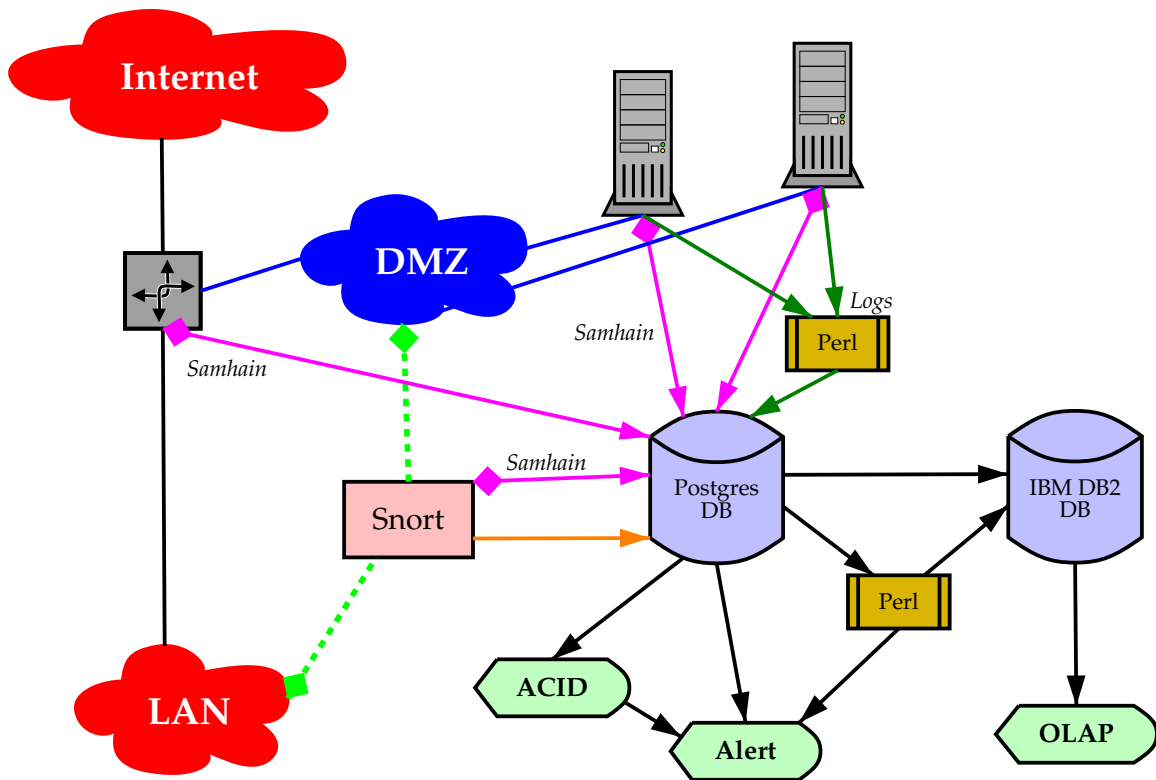 Internet
DMZ
Logs
Samhain
Perl
Samhain
Samhain
Postgres
DB
IBM DB2
DB
Snort
Perl
ACID
LAN
Alert
OLAP